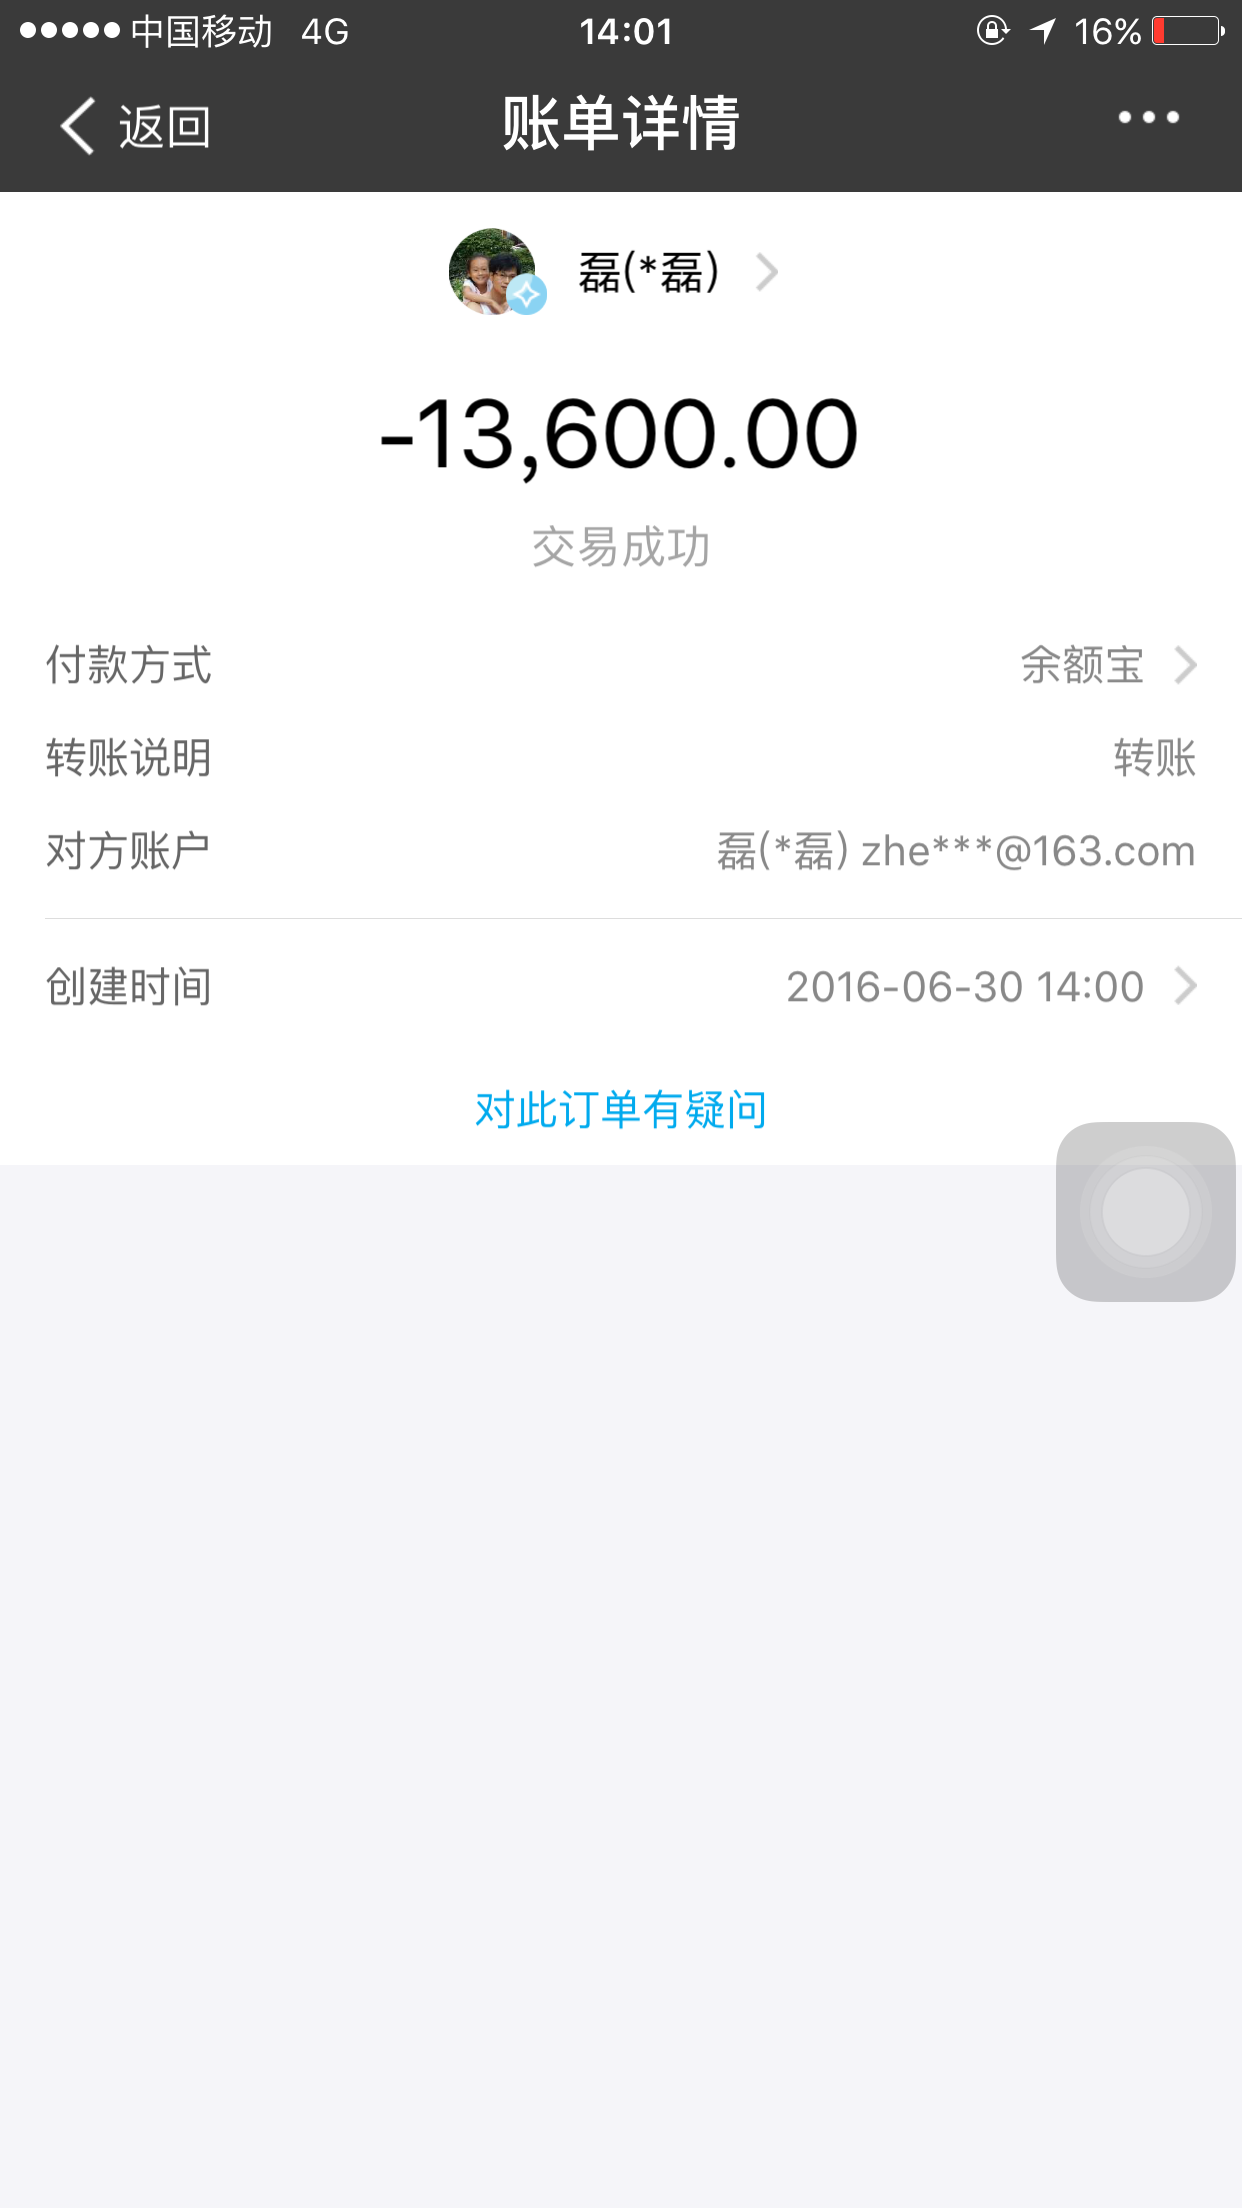 中国移动 4G 14:01 16%
返回 账单详情
磊(*磊)
-13,600.00
交易成功
付款方式 余额宝
转账说明 转账
对方账户 磊(*磊) zhe***@163.com
创建时间 2016-06-30 14:00
对此订单有疑问